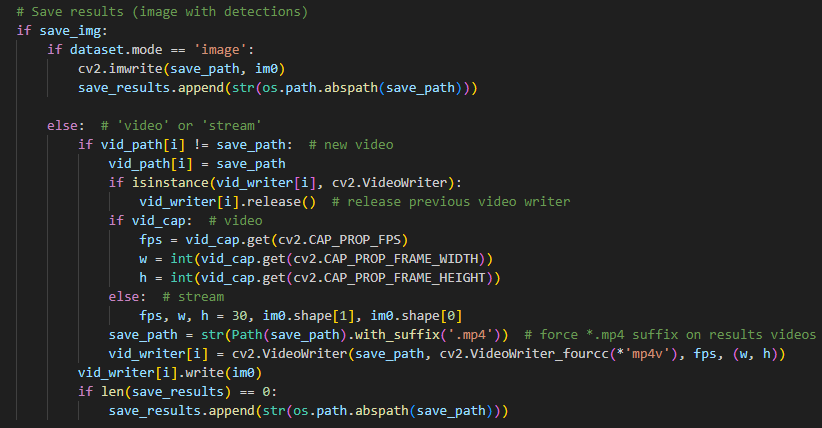 # Save results (image with detections)
if save_img:
    if dataset.mode == 'image':
        cv2.imwrite(save_path, im0)
        save_results.append(str(os.path.abspath(save_path)))

    else:  # 'video' or 'stream'
        if vid_path[i] != save_path:  # new video
            vid_path[i] = save_path
            if isinstance(vid_writer[i], cv2.VideoWriter):
                vid_writer[i].release()  # release previous video writer
            if vid_cap:  # video
                fps = vid_cap.get(cv2.CAP_PROP_FPS)
                w = int(vid_cap.get(cv2.CAP_PROP_FRAME_WIDTH))
                h = int(vid_cap.get(cv2.CAP_PROP_FRAME_HEIGHT))
            else:  # stream
                fps, w, h = 30, im0.shape[1], im0.shape[0]
            save_path = str(Path(save_path).with_suffix('.mp4'))  # force *.mp4 suffix on results videos
            vid_writer[i] = cv2.VideoWriter(save_path, cv2.VideoWriter_fourcc(*'mp4v'), fps, (w, h))
        vid_writer[i].write(im0)
        if len(save_results) == 0:
            save_results.append(str(os.path.abspath(save_path)))